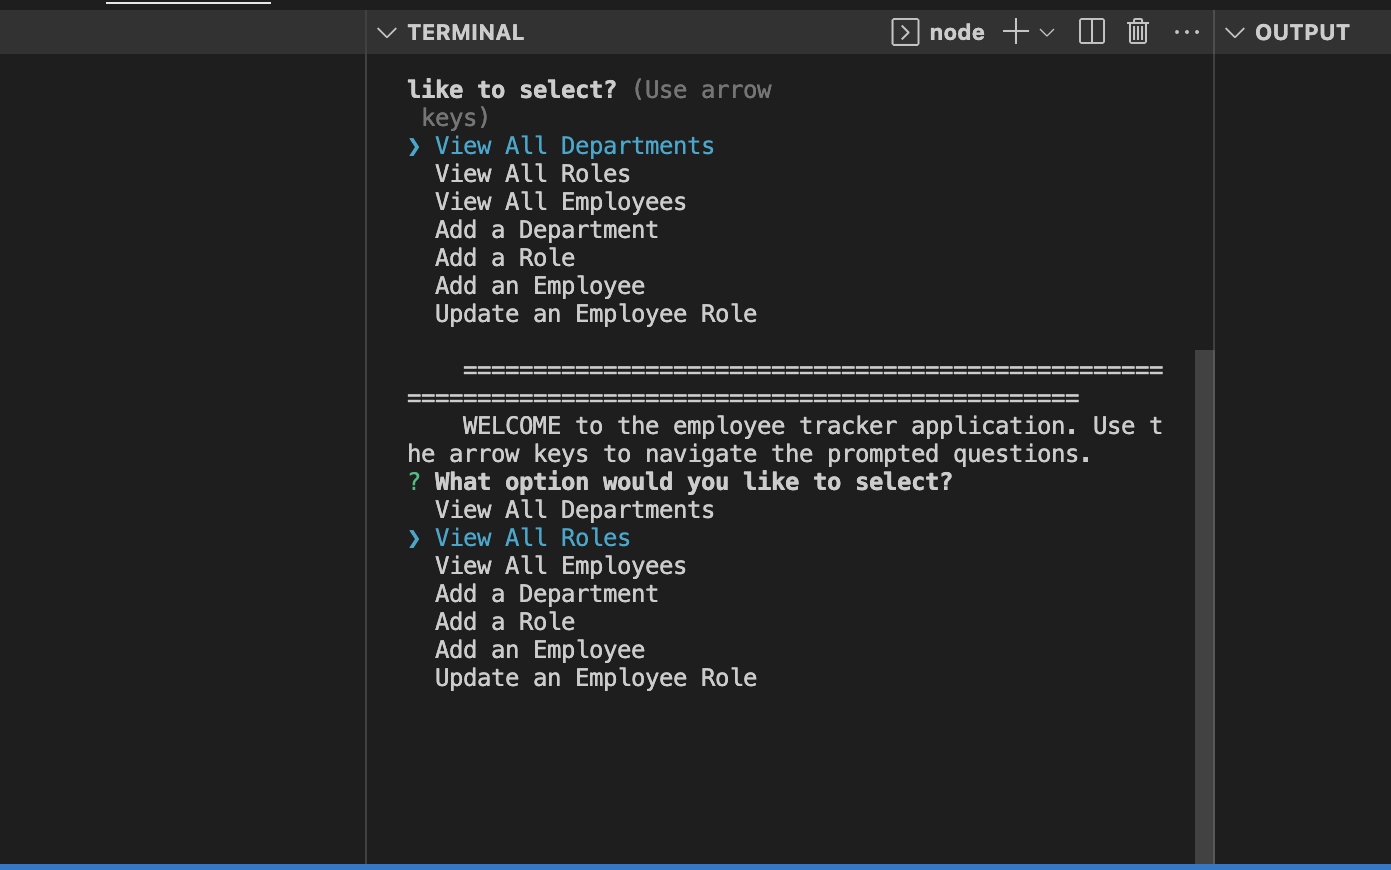 TERMINAL
node
OUTPUT
like to select? (Use arrow
keys)
❯ View All Departments
View All Roles
View All Employees
Add a Department
Add a Role
Add an Employee
Update an Employee Role
==================================================
================================================
WELCOME to the employee tracker application. Use t
he arrow keys to navigate the prompted questions.
? What option would you like to select?
View All Departments
❯ View All Roles
View All Employees
Add a Department
Add a Role
Add an Employee
Update an Employee Role